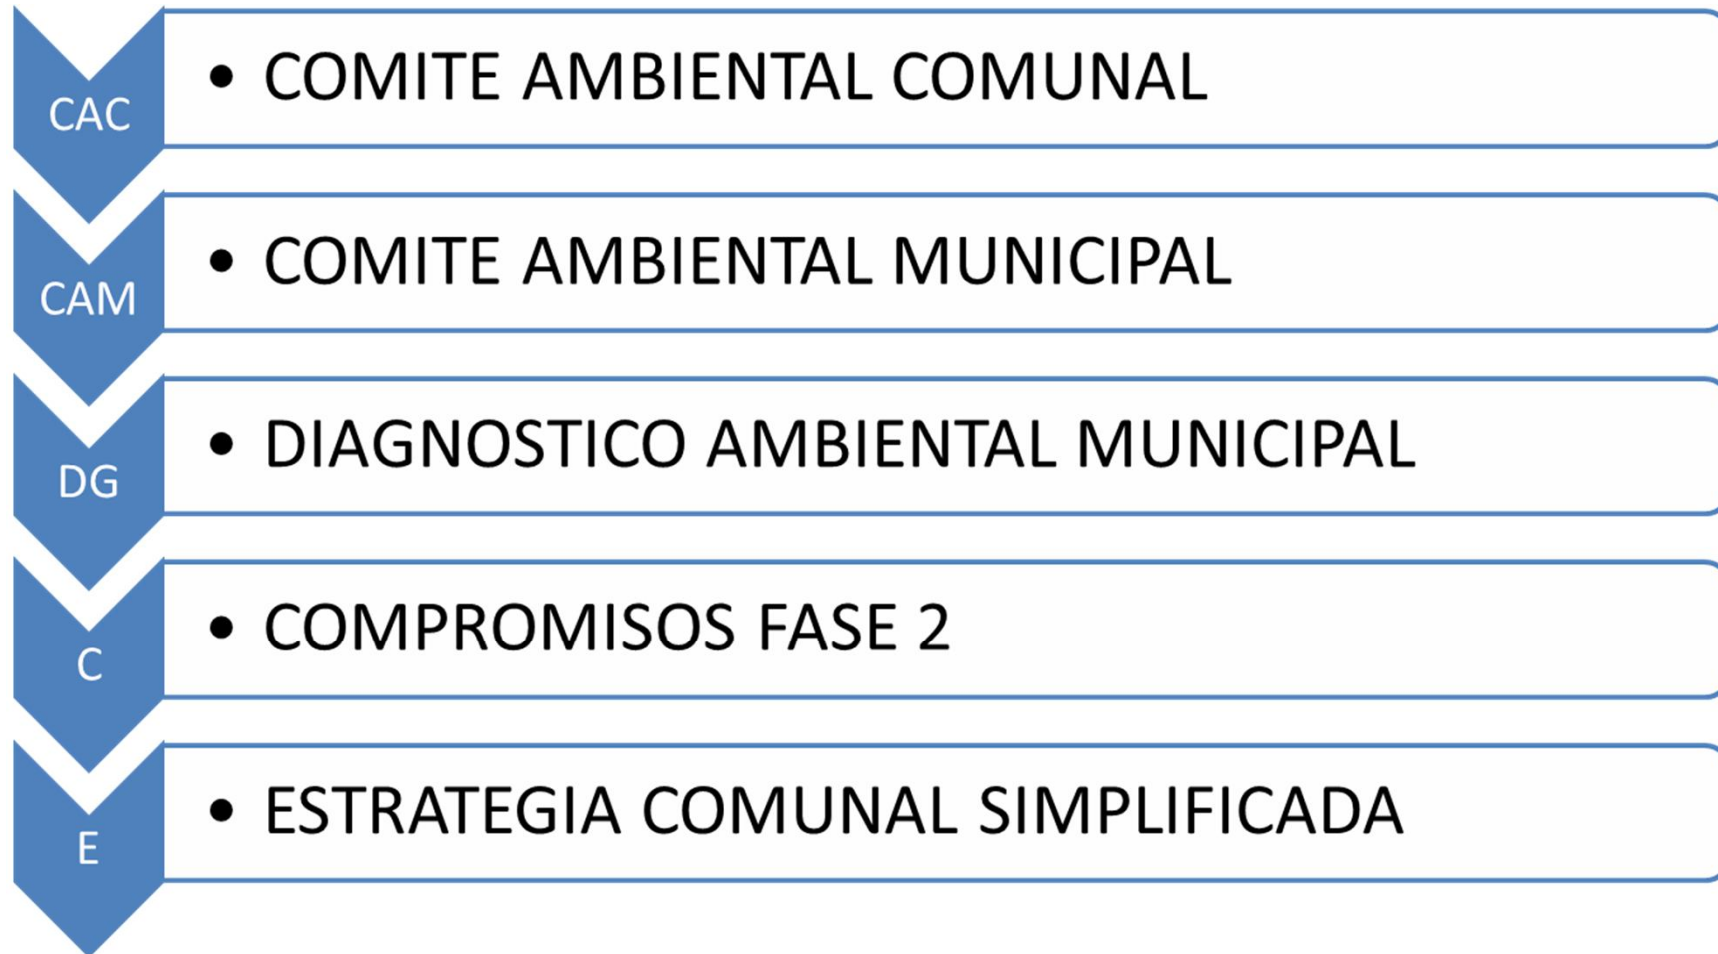 CAC
• COMITE AMBIENTAL COMUNAL
CAM
• COMITE AMBIENTAL MUNICIPAL
DG
• DIAGNOSTICO AMBIENTAL MUNICIPAL
C
• COMPROMISOS FASE 2
E
• ESTRATEGIA COMUNAL SIMPLIFICADA